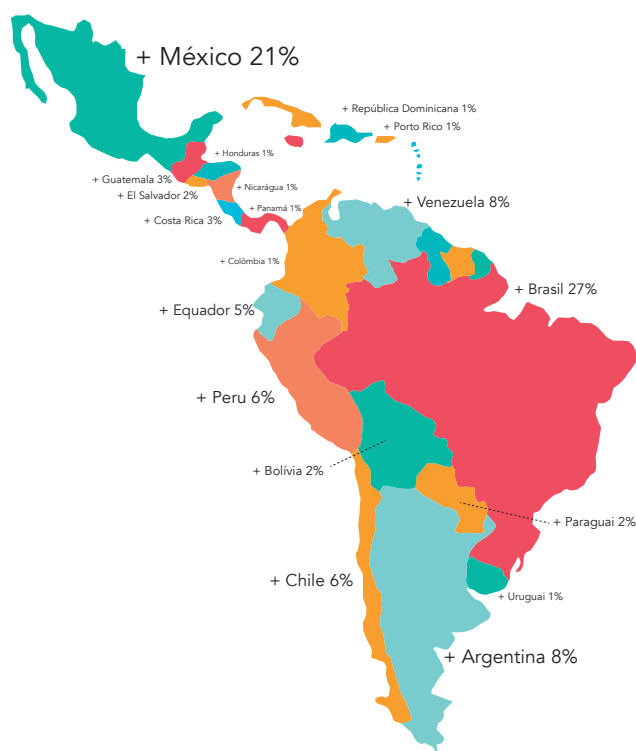 + México 21%
+ República Dominicana 1%
+ Porto Rico 1%
+ Honduras 1%
+ Guatemala 3%
+ Nicarágua 1%
+ El Salvador 2%
+ Venezuela 8%
+ Panamá 1%
+ Costa Rica 3%
+ Colômbia 1%
+ Brasil 27%
+ Equador 5%
+ Peru 6%
+ Bolívia 2%
+ Paraguai 2%
+ Chile 6%
+ Uruguai 1%
+ Argentina 8%